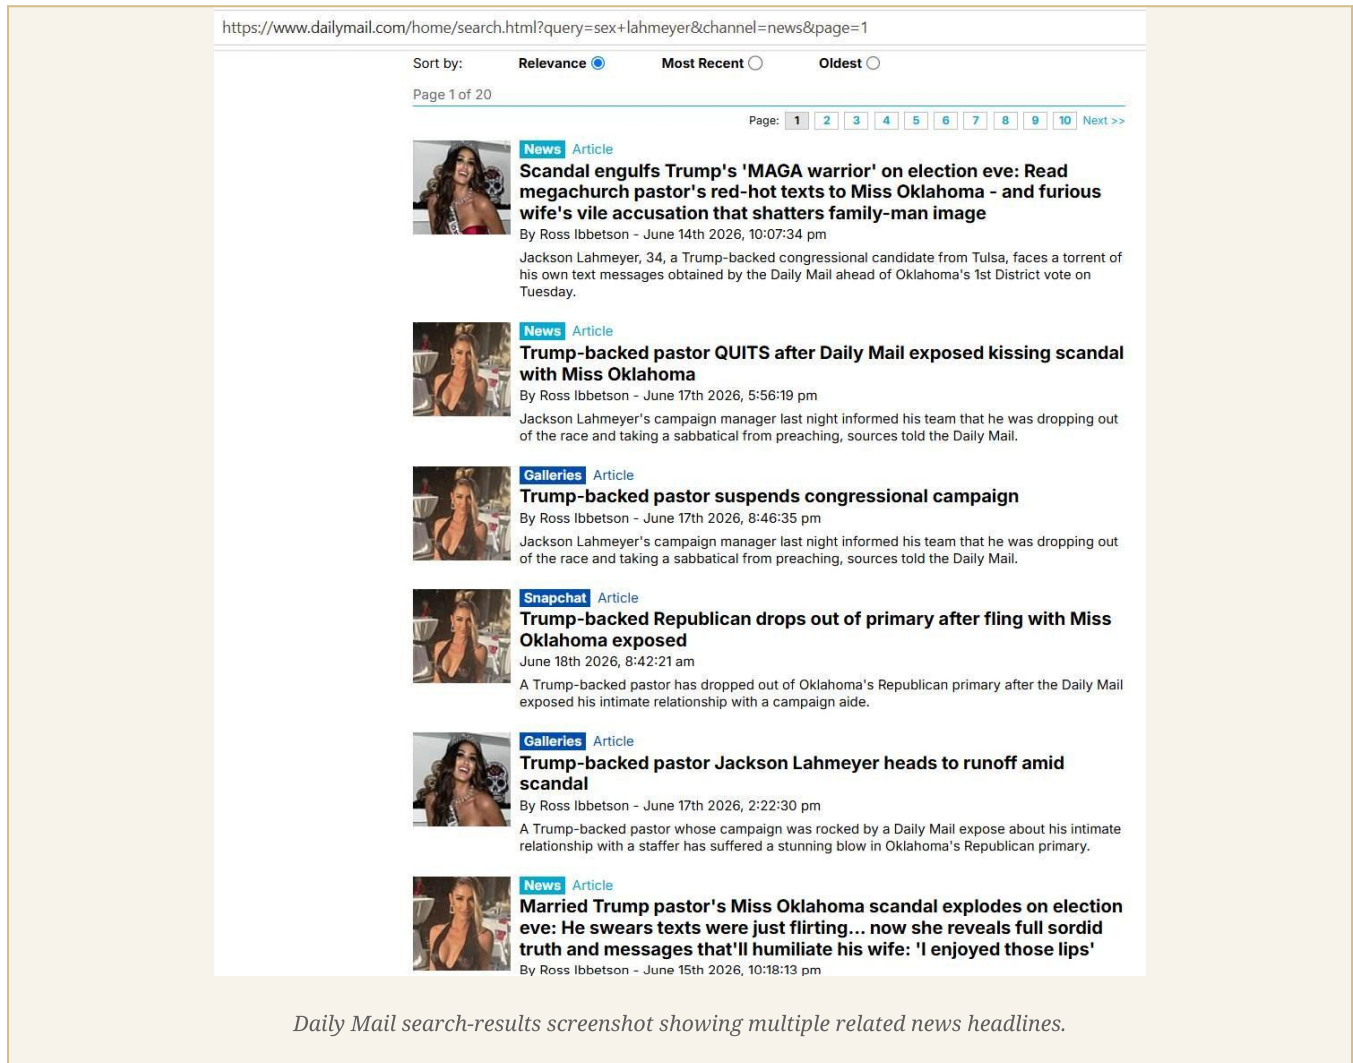 https://www.dailymail.com/home/search.html?query=sex+lahmeyer&channel=news&page=1
Sort by: Relevance Most Recent Oldest
Page 1 of 20
Page: 1 2 3 4 5 6 7 8 9 10 Next >>
News Article
Scandal engulfs Trump's 'MAGA warrior' on election eve: Read
megachurch pastor's red-hot texts to Miss Oklahoma - and furious
wife's vile accusation that shatters family-man image
By Ross Ibbetson - June 14th 2026, 10:07:34 pm
Jackson Lahmeyer, 34, a Trump-backed congressional candidate from Tulsa, faces a torrent of
his own text messages obtained by the Daily Mail ahead of Oklahoma's 1st District vote on
Tuesday.
News Article
Trump-backed pastor QUITS after Daily Mail exposed kissing scandal
with Miss Oklahoma
By Ross Ibbetson - June 17th 2026, 5:56:19 pm
Jackson Lahmeyer's campaign manager last night informed his team that he was dropping out
of the race and taking a sabbatical from preaching, sources told the Daily Mail.
Galleries Article
Trump-backed pastor suspends congressional campaign
By Ross Ibbetson - June 17th 2026, 8:46:35 pm
Jackson Lahmeyer's campaign manager last night informed his team that he was dropping out
of the race and taking a sabbatical from preaching, sources told the Daily Mail.
Snapchat Article
Trump-backed Republican drops out of primary after fling with Miss
Oklahoma exposed
June 18th 2026, 8:42:21 am
A Trump-backed pastor has dropped out of Oklahoma's Republican primary after the Daily Mail
exposed his intimate relationship with a campaign aide.
Galleries Article
Trump-backed pastor Jackson Lahmeyer heads to runoff amid
scandal
By Ross Ibbetson - June 17th 2026, 2:22:30 pm
A Trump-backed pastor whose campaign was rocked by a Daily Mail expose about his intimate
relationship with a staffer has suffered a stunning blow in Oklahoma's Republican primary.
News Article
Married Trump pastor's Miss Oklahoma scandal explodes on election
eve: He swears texts were just flirting... now she reveals full sordid
truth and messages that'll humiliate his wife: 'I enjoyed those lips'
By Ross Ibbetson - June 15th 2026, 10:18:13 pm
Daily Mail search-results screenshot showing multiple related news headlines.